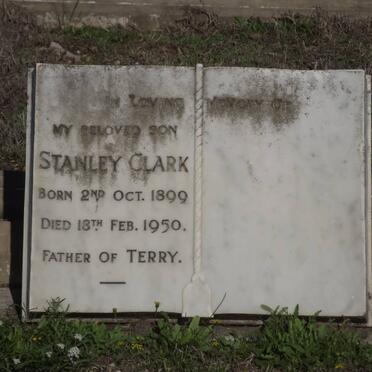 IN LOVING MEMORY OF
MY BELOVED SON
STANLEY CLARK
BORN 2ND OCT. 1899
DIED 18TH FEB. 1950.
FATHER OF TERRY.